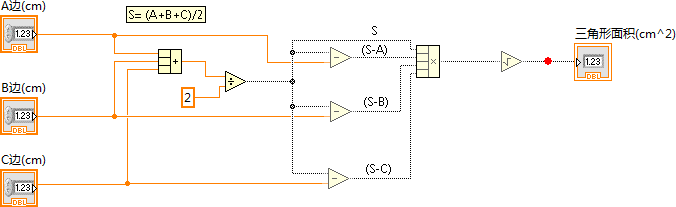 A边(cm)
S= (A+B+C)/2
1.23
DBL
S
三角形面积(cm^2)
(S-A)
1.23
DBL
B边(cm)
2
1.23
DBL
(S-B)
C边(cm)
1.23
DBL
(S-C)